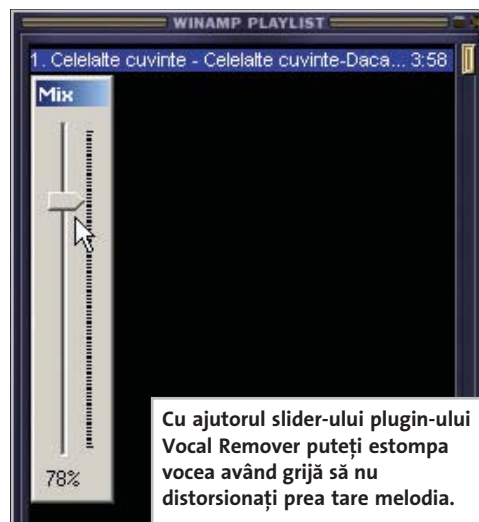 WINAMP PLAYLIST
1. Celelalte cuvinte - Celelalte cuvinte-Daca... 3:58
Mix
78%
Cu ajutorul slider-ului plugin-ului
Vocal Remover puteți estompa
vocea având grijă să nu
distorsionați prea tare melodia.